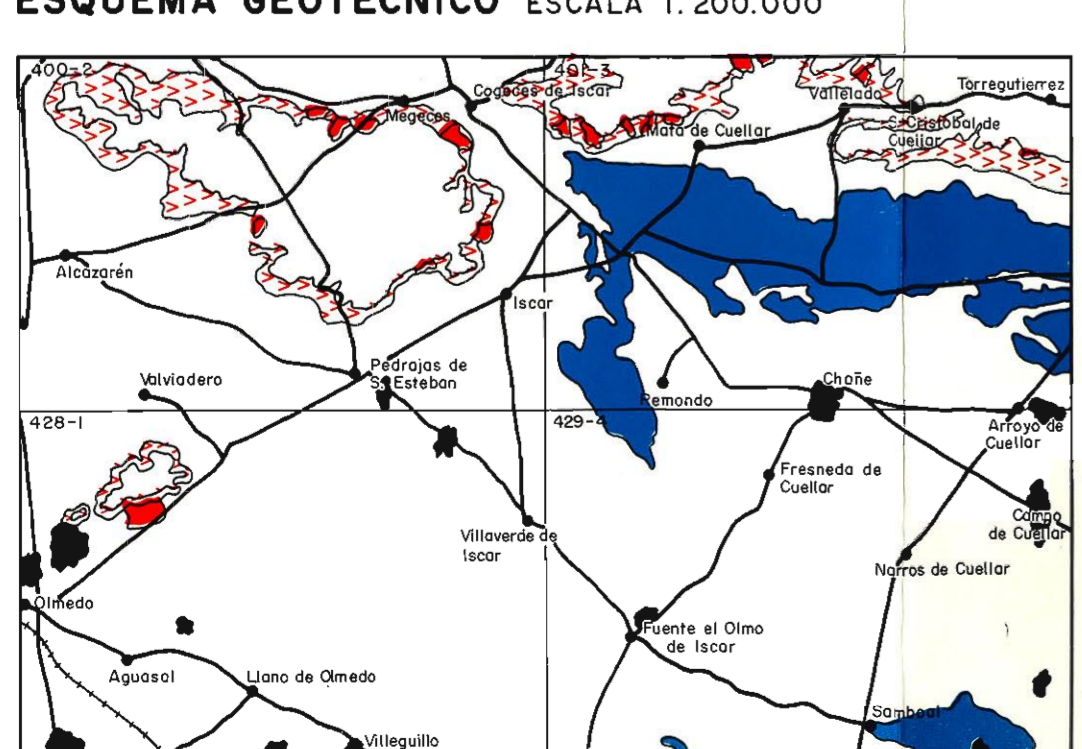 ESQUEMA GEOTECNICO ESCALA 1:200.000
400-2
401-3
Cogeces de Iscar
Megeces
Vallelado
Torregutierrez
S. Cristobal de
Cuellar
Mata de Cuellar
Alcazarén
Iscar
Pedrajas de
S. Esteban
Valviadero
Remondo
Chañe
428-1
429-4
Arroyo de
Cuellar
Fresneda de
Cuellar
Villaverde de
Iscar
Campo
de Cuellar
Narros de Cuellar
Olmedo
Fuente el Olmo
de Iscar
Aguasal
Llano de Olmedo
Samboal
Villeguillo